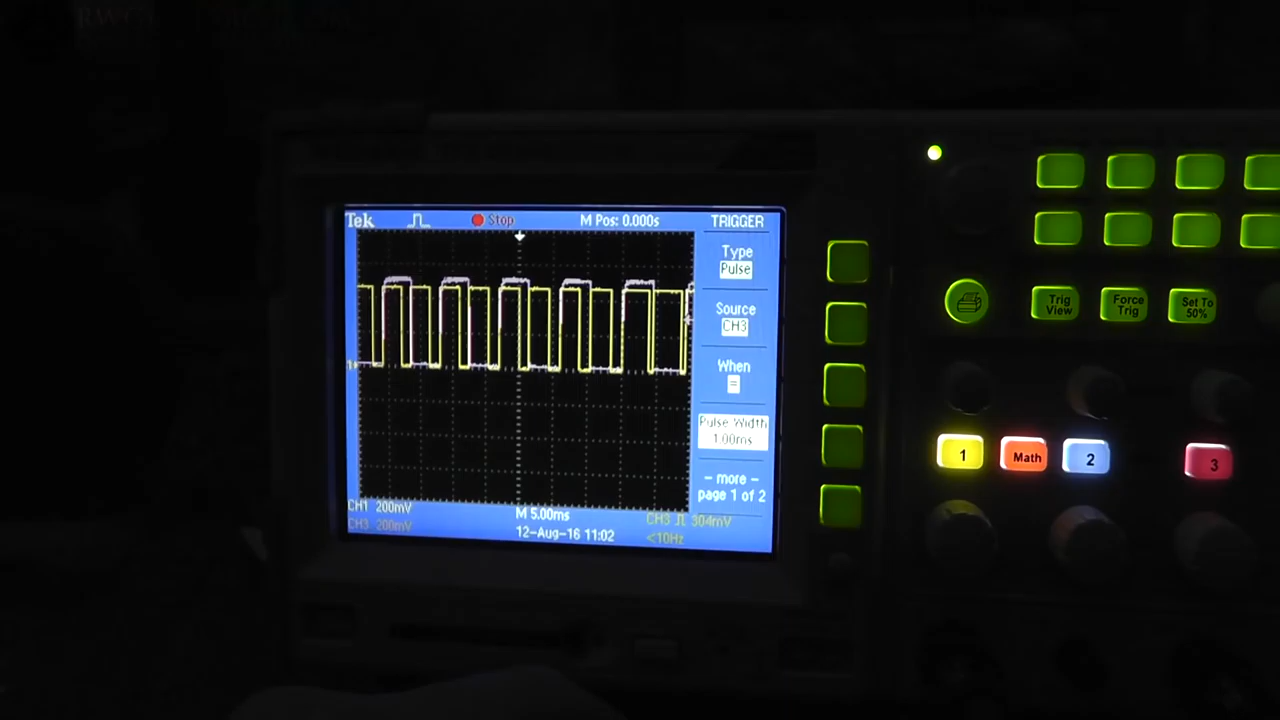 Tek Stop M Pos: 0.000s TRIGGER
Type
Pulse
Source
CH3
When
=
Pulse Width
1.00ms
- more -
page 1 of 2
1
CH1 200mV M 5.00ms CH3 304mV
CH3 200mV 12-Aug-16 11:02 <10Hz
Trig
View
Force
Trig
Set To
50%
1 Math 2 3